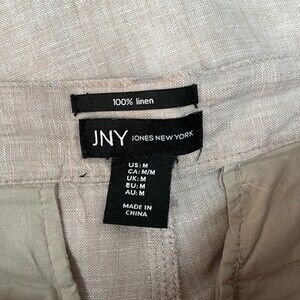 100% linen
JNY JONES NEW YORK
US: M
CA: M/M
UK: M
EU: M
AU: M
MADE IN
CHINA